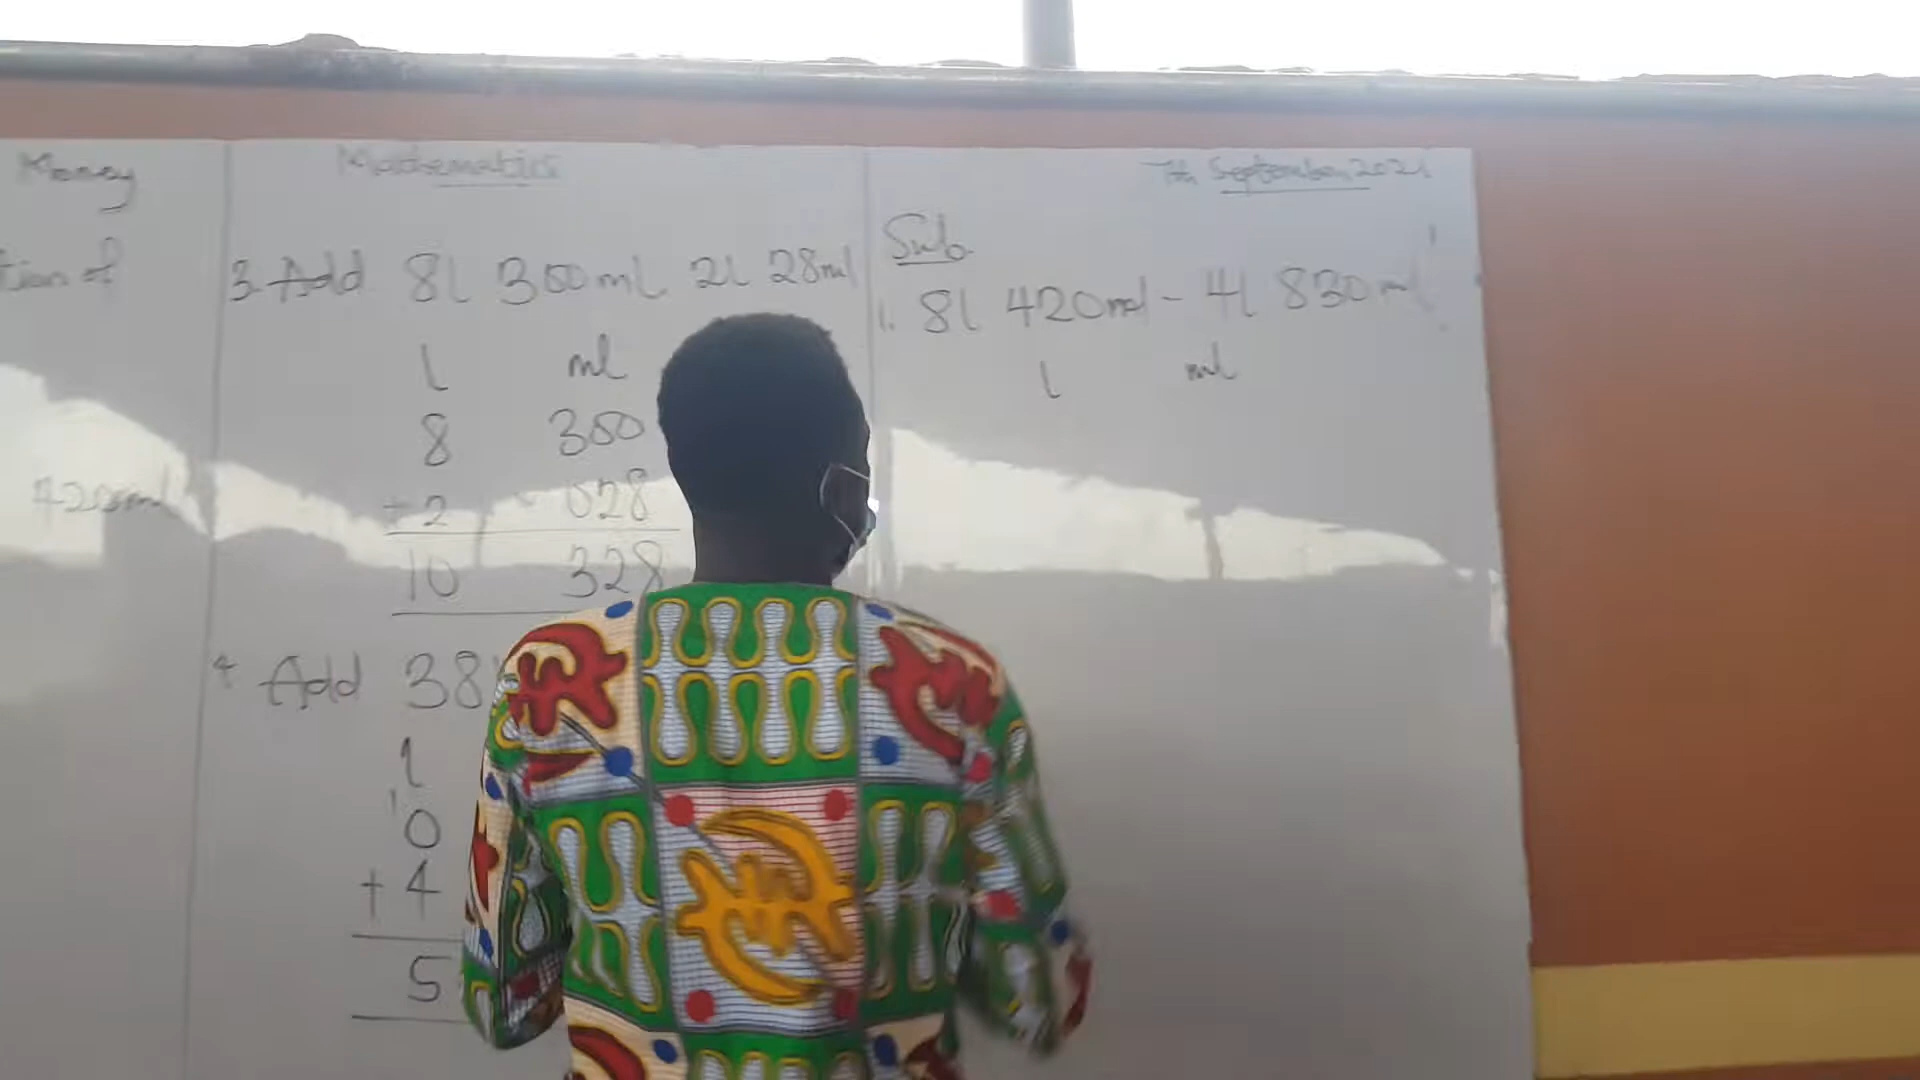 Money
tion of
420ml
Mathematics
3. Add 8l 300ml 2l 28ml
l ml
8 300
+ 2 028
10 328
4 Add 38
l
1
0
+ 4
5
7th September, 2021
Sub
1. 8l 420ml - 4l 830ml
l ml